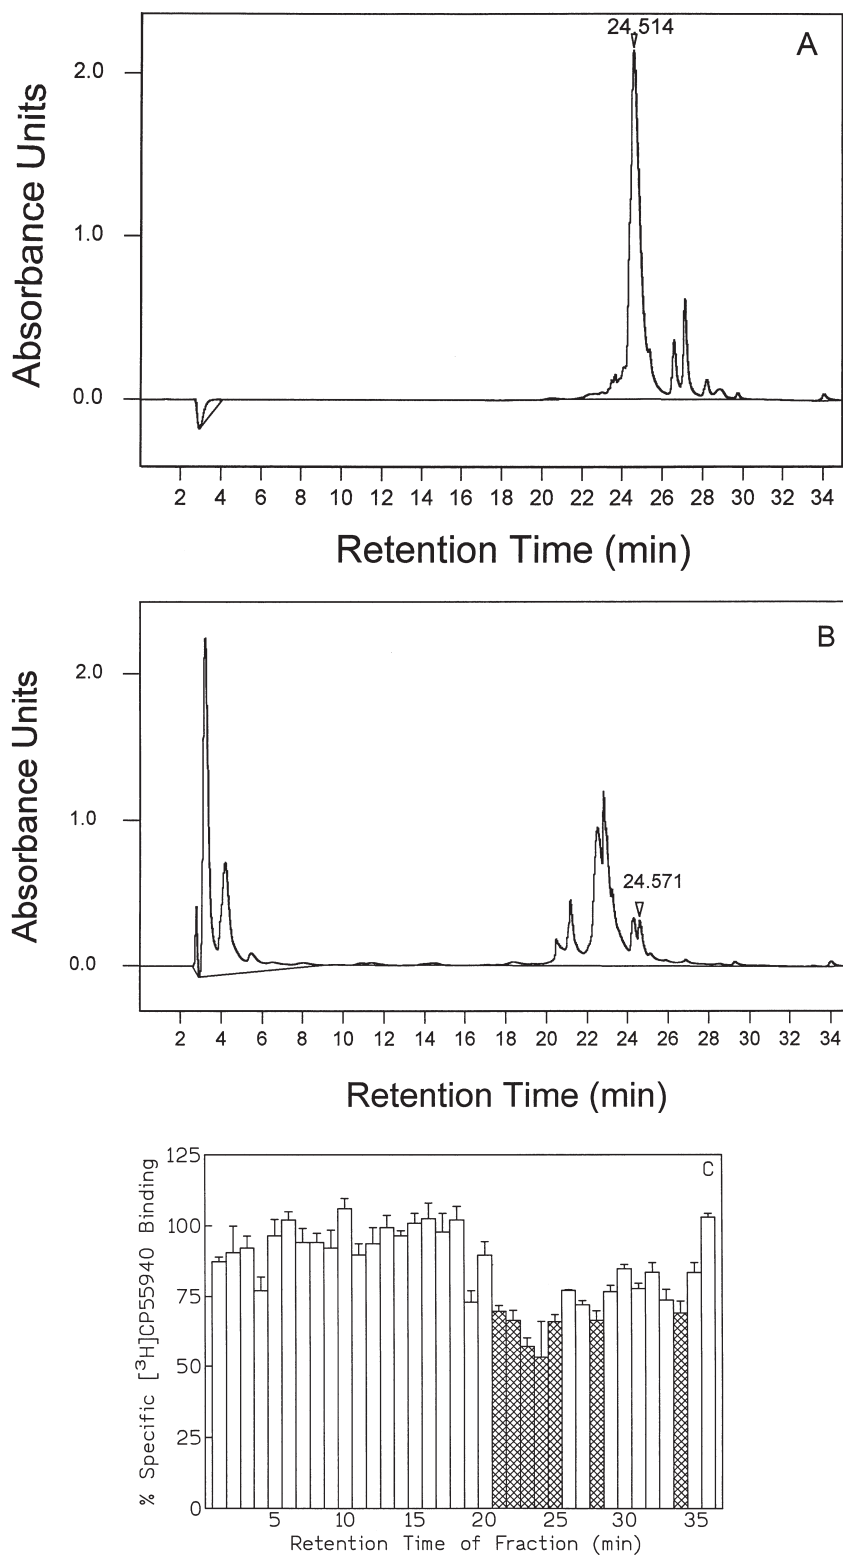 24.514
A
2.0
1.0
0.0
Absorbance Units
2 4 6 8 10 12 14 16 18 20 22 24 26 28 30 32 34
Retention Time (min)
B
2.0
1.0
0.0
24.571
Absorbance Units
2 4 6 8 10 12 14 16 18 20 22 24 26 28 30 32 34
Retention Time (min)
C
125
100
75
50
25
0
% Specific [³H]CP55940 Binding
5 10 15 20 25 30 35
Retention Time of Fraction (min)